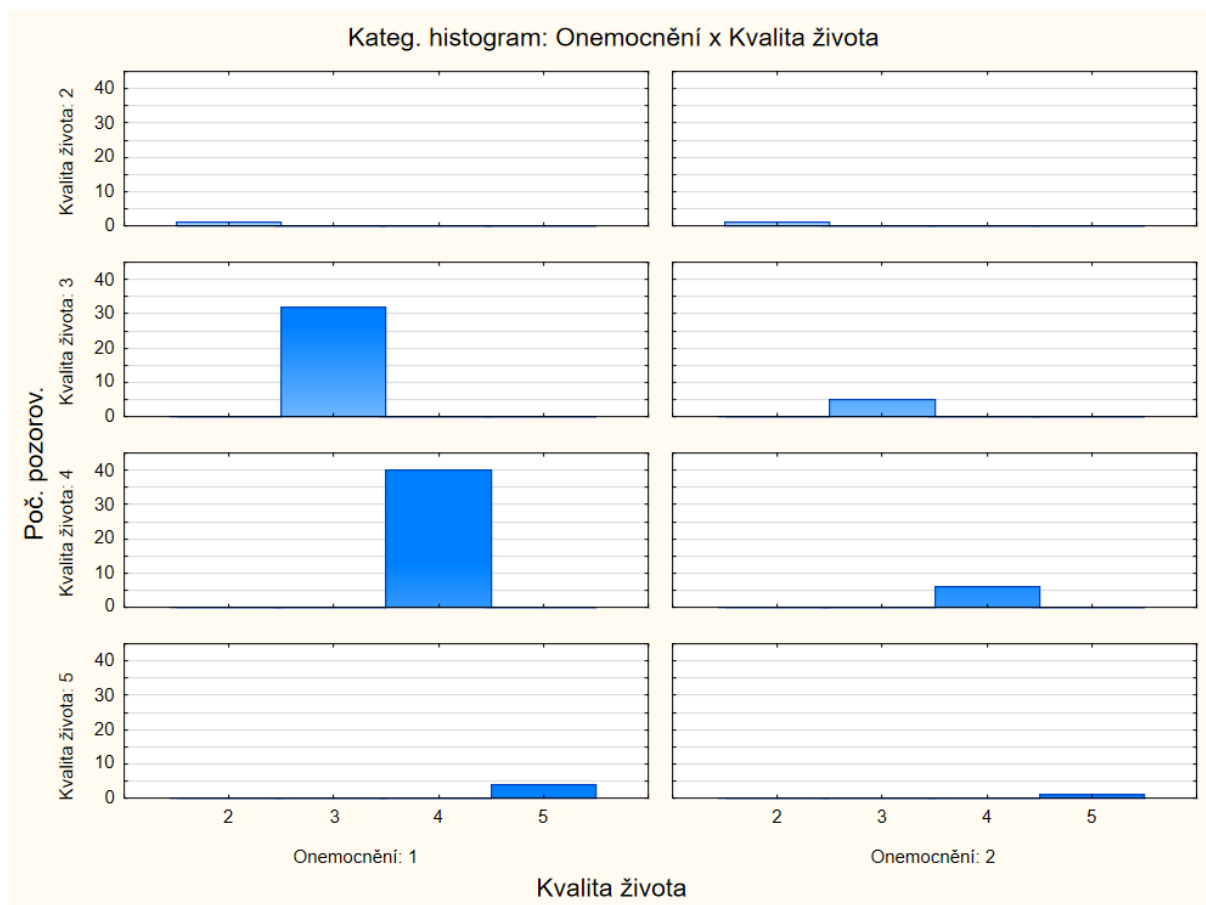 Kateg. histogram: Onemocnění x Kvalita života
Poč. pozorov.
Kvalita života: 2
40
30
20
10
0
Kvalita života: 3
40
30
20
10
0
Kvalita života: 4
40
30
20
10
0
Kvalita života: 5
40
30
20
10
0
2 3 4 5 2 3 4 5
Onemocnění: 1 Onemocnění: 2
Kvalita života